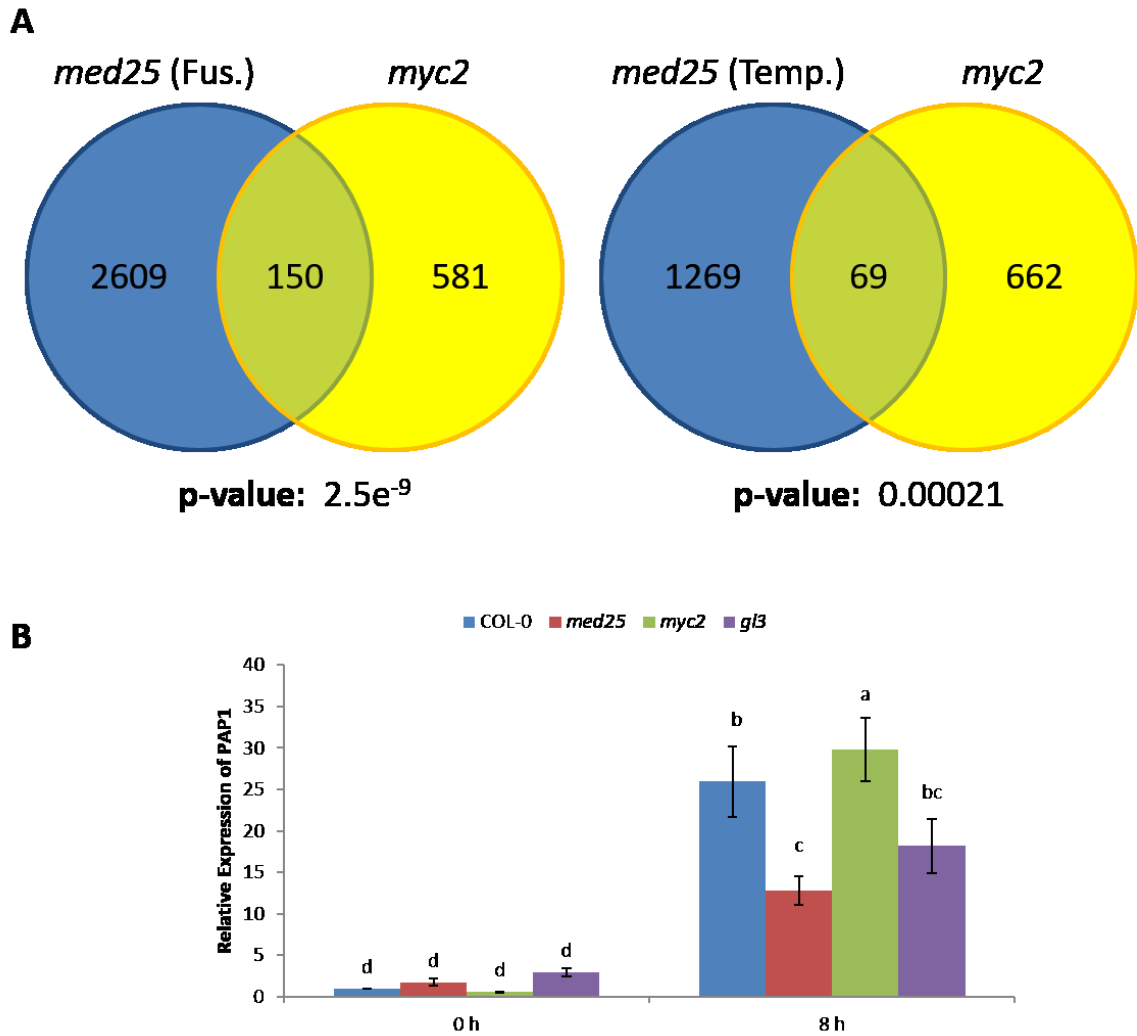 A
med25 (Fus.) myc2 med25 (Temp.) myc2
2609 150 581 1269 69 662
p-value: 2.5e-9 p-value: 0.00021
COL-0 med25 myc2 gl3
B
Relative Expression of PAP1
40
35
30
25
20
15
10
5
0
d d d d
b c a bc
0 h 8 h